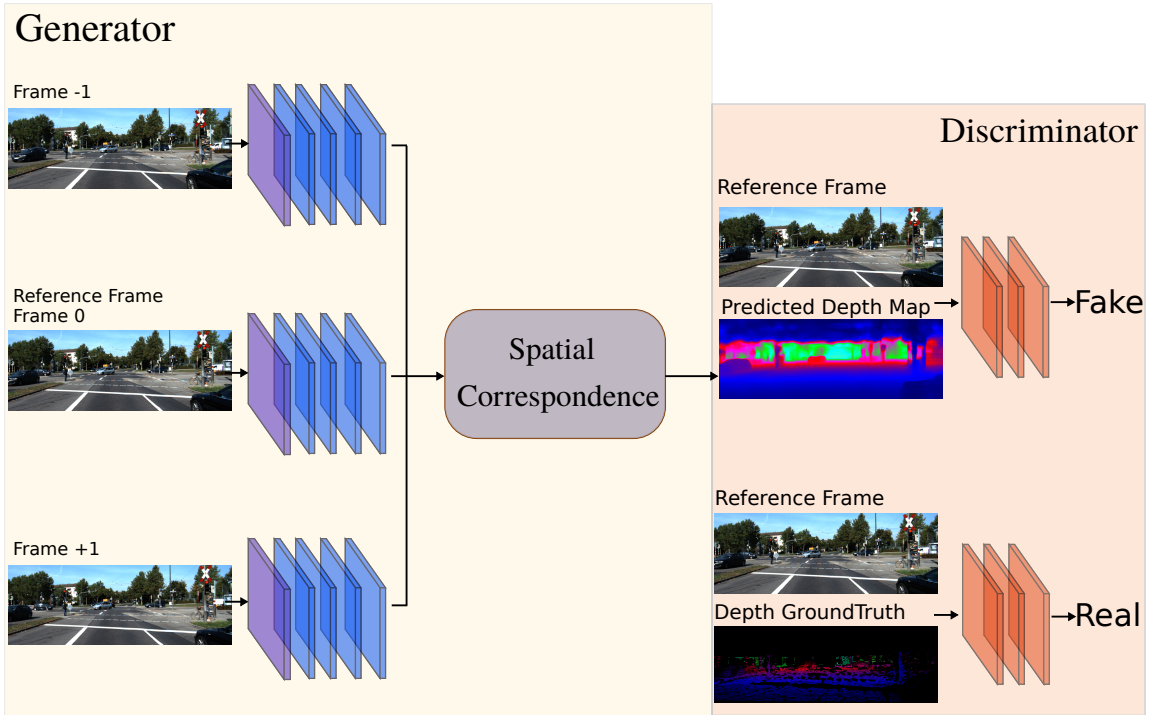 Generator
Frame -1
Reference Frame
Frame 0
Frame +1
Spatial
Correspondence
Discriminator
Reference Frame
Predicted Depth Map
Fake
Reference Frame
Depth GroundTruth
Real